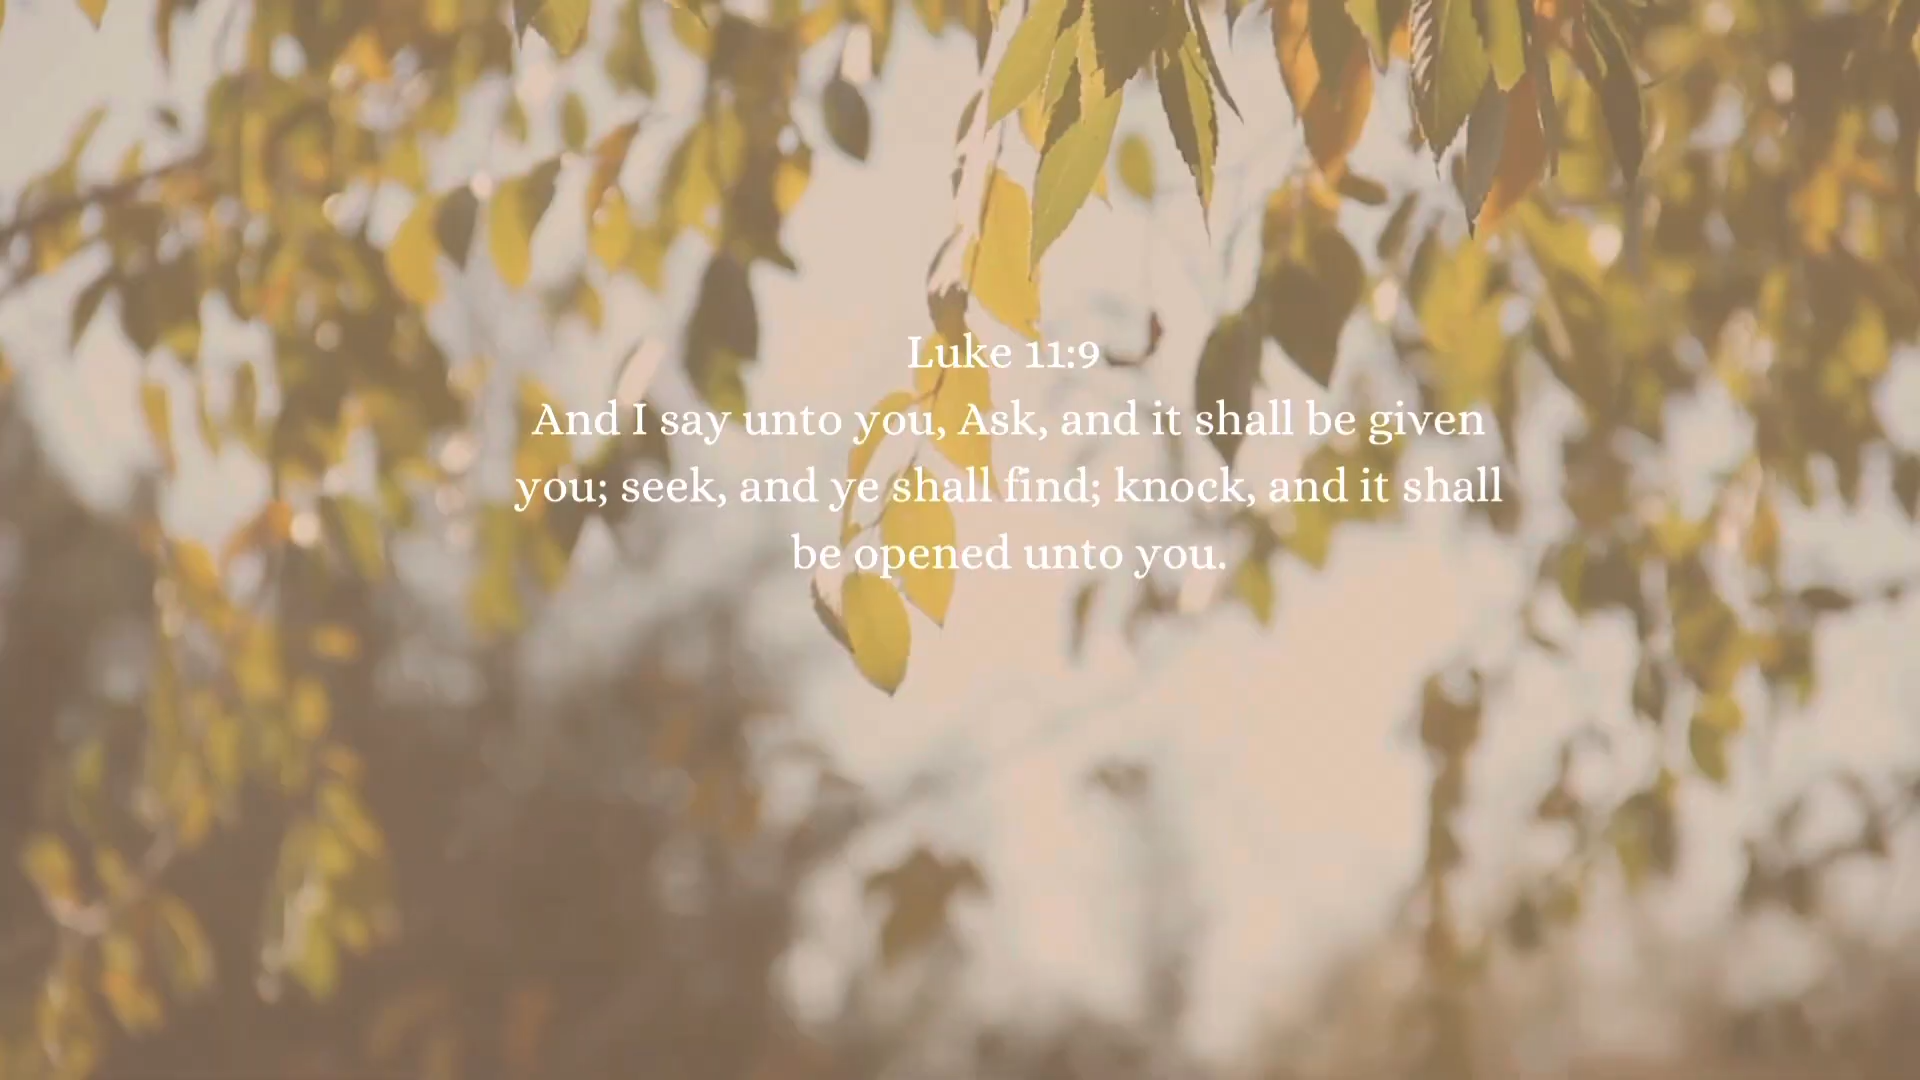 Luke 11:9
And I say unto you, Ask, and it shall be given
you; seek, and ye shall find; knock, and it shall
be opened unto you.